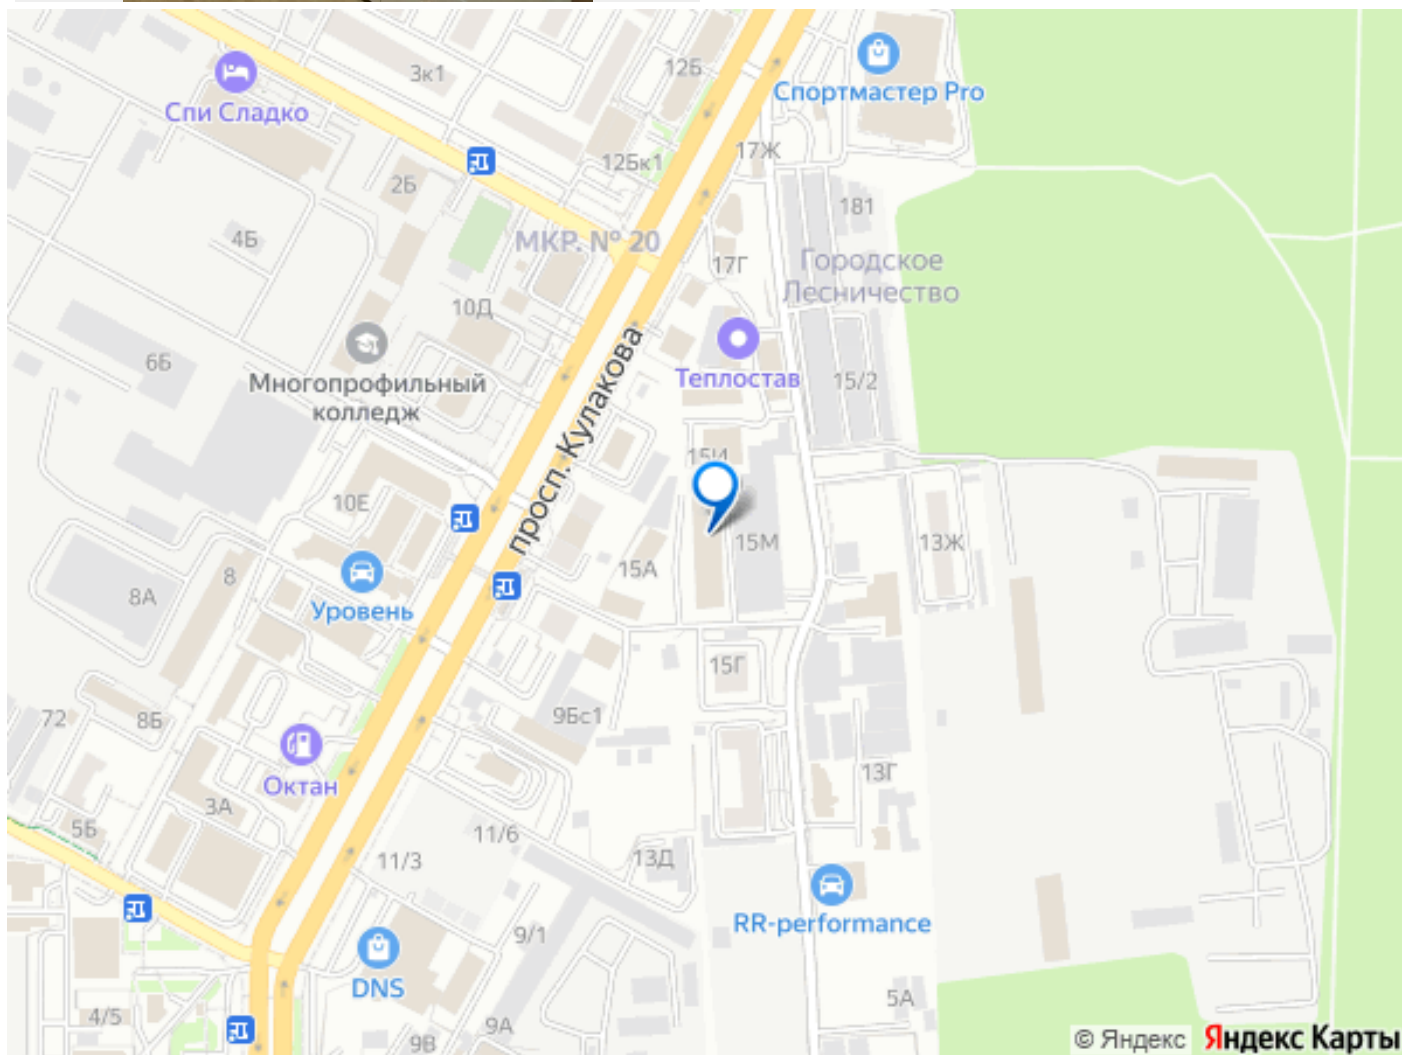 3к1
12Б
Спортмастер Pro
Спи Сладко
12Бк1
17Ж
2Б
181
4Б
МКР. № 20
17Г
Городское
Лесничество
10Д
6Б
Теплостав
15/2
Многопрофильный
колледж
просп. Кулакова
15И
10Е
15М
13Ж
15А
8
8А
Уровень
15Г
72
8Б
9Бс1
Октан
13Г
3А
5Б
11/6
11/3
13Д
RR-performance
9/1
DNS
5А
4/5
9А
9В
© Яндекс Яндекс Карты